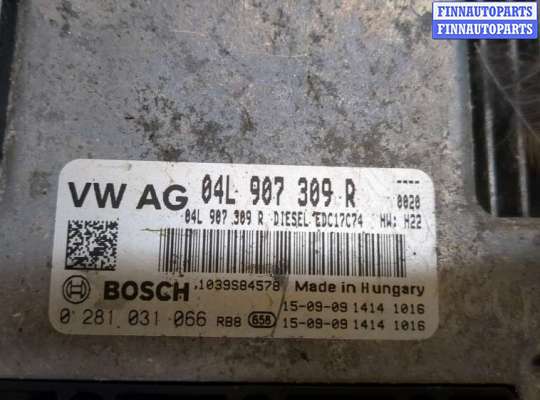 FINNAUTOPARTS
FINNAUTOPARTS
VW AG 04L 907 309 R
0020
04L 907 309 R DIESEL EDC17C74 HW: H22
BOSCH
1039S84578 Made in Hungary
0 281 031 066 RB8 658
15-09-09 1414 1016
15-09-09 1414 1016